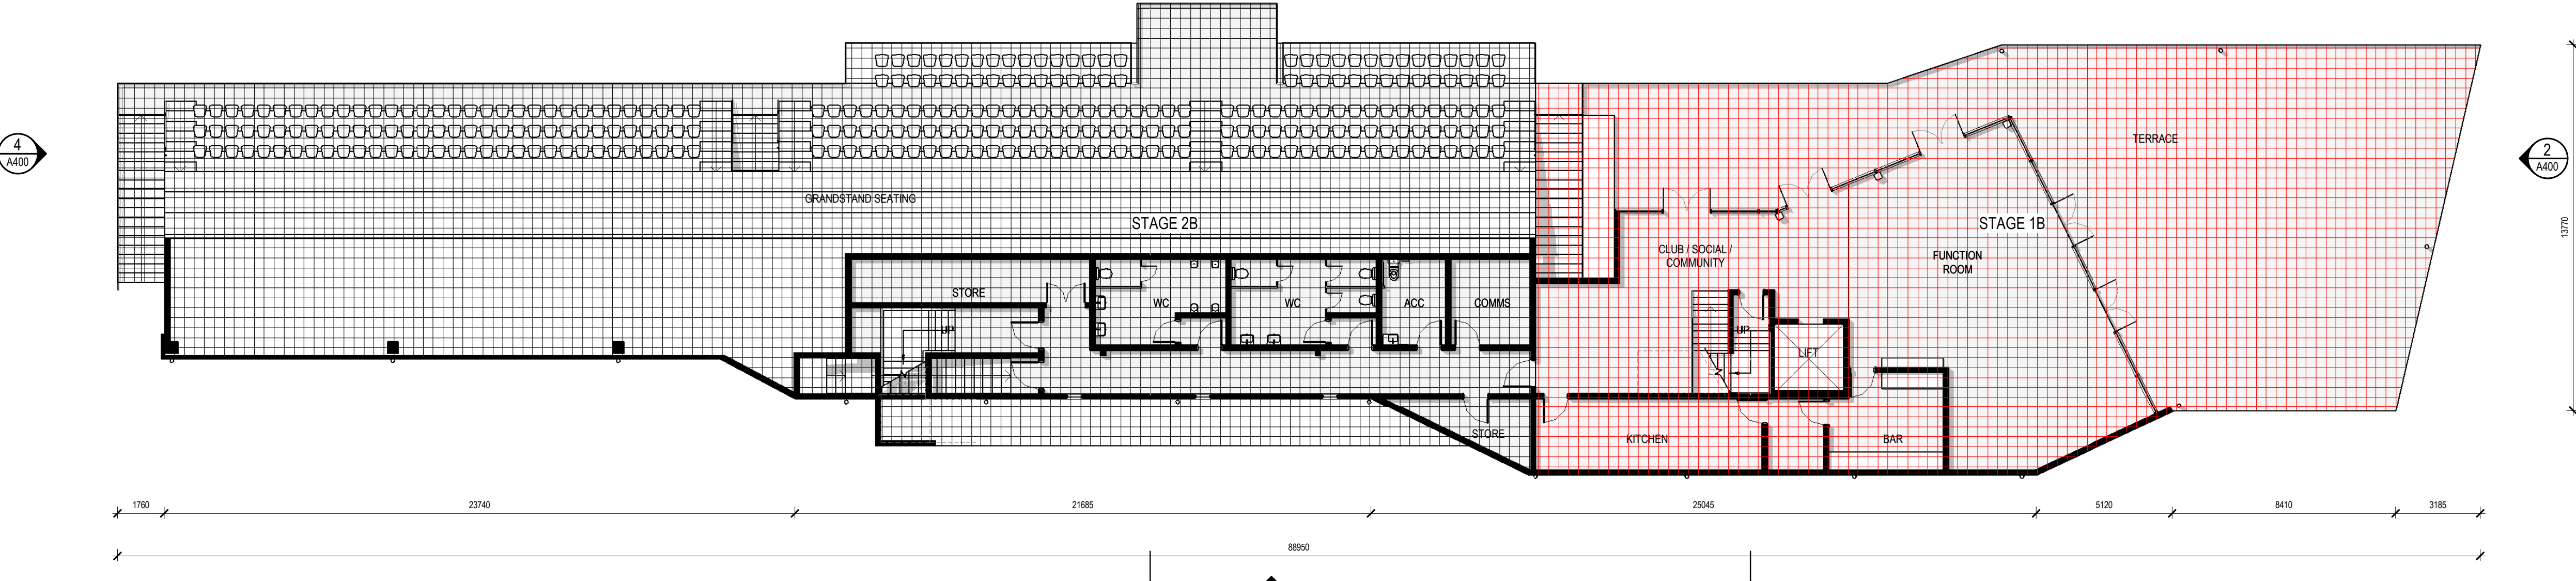 4
A400
TERRACE
2
A400
GRANDSTAND SEATING
STAGE 2B
STAGE 1B
13770
CLUB / SOCIAL /
COMMUNITY
FUNCTION
ROOM
STORE
WC
WC
ACC
COMMS
UP
UP
LIFT
STORE
KITCHEN
BAR
1760
23740
21685
25045
5120
8410
3185
88950